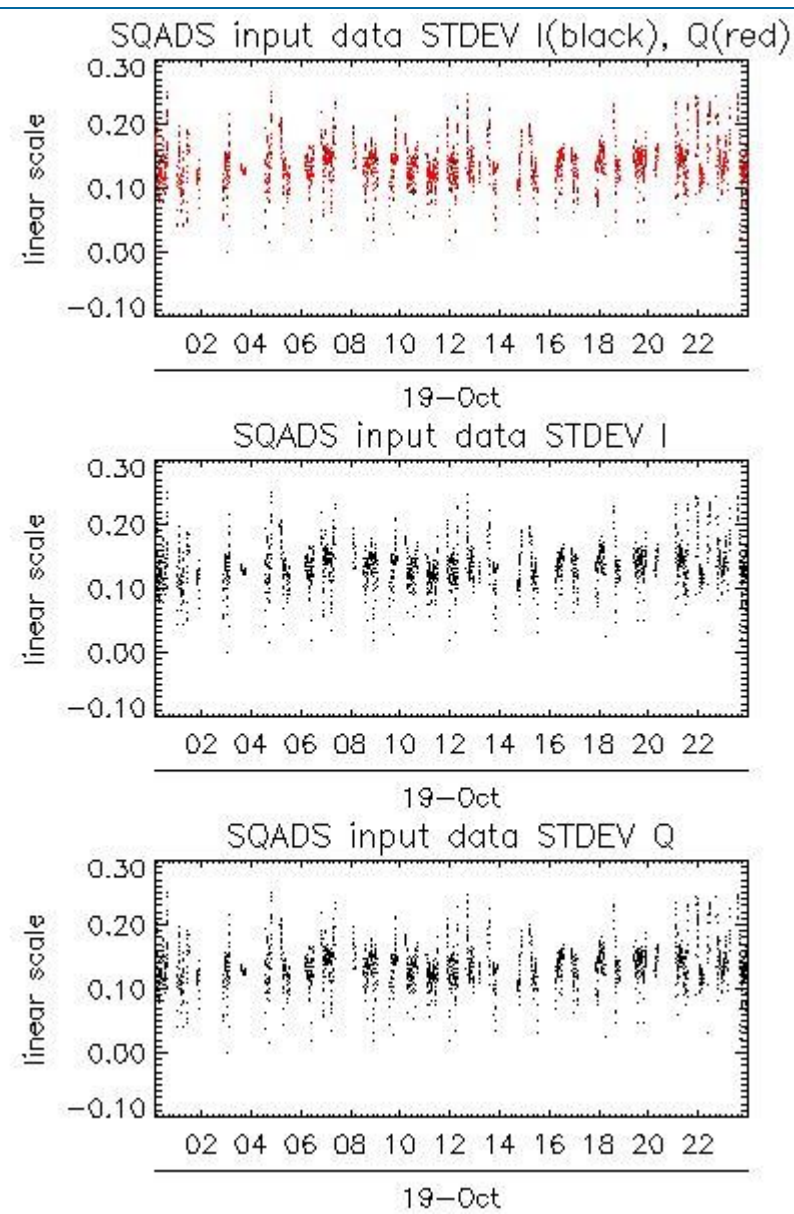 SQADS input data STDEV I(black), Q(red)
0.30
0.20
0.10
0.00
-0.10
linear scale
02 04 06 08 10 12 14 16 18 20 22
19-Oct
SQADS input data STDEV I
0.30
0.20
0.10
0.00
-0.10
linear scale
02 04 06 08 10 12 14 16 18 20 22
19-Oct
SQADS input data STDEV Q
0.30
0.20
0.10
0.00
-0.10
linear scale
02 04 06 08 10 12 14 16 18 20 22
19-Oct